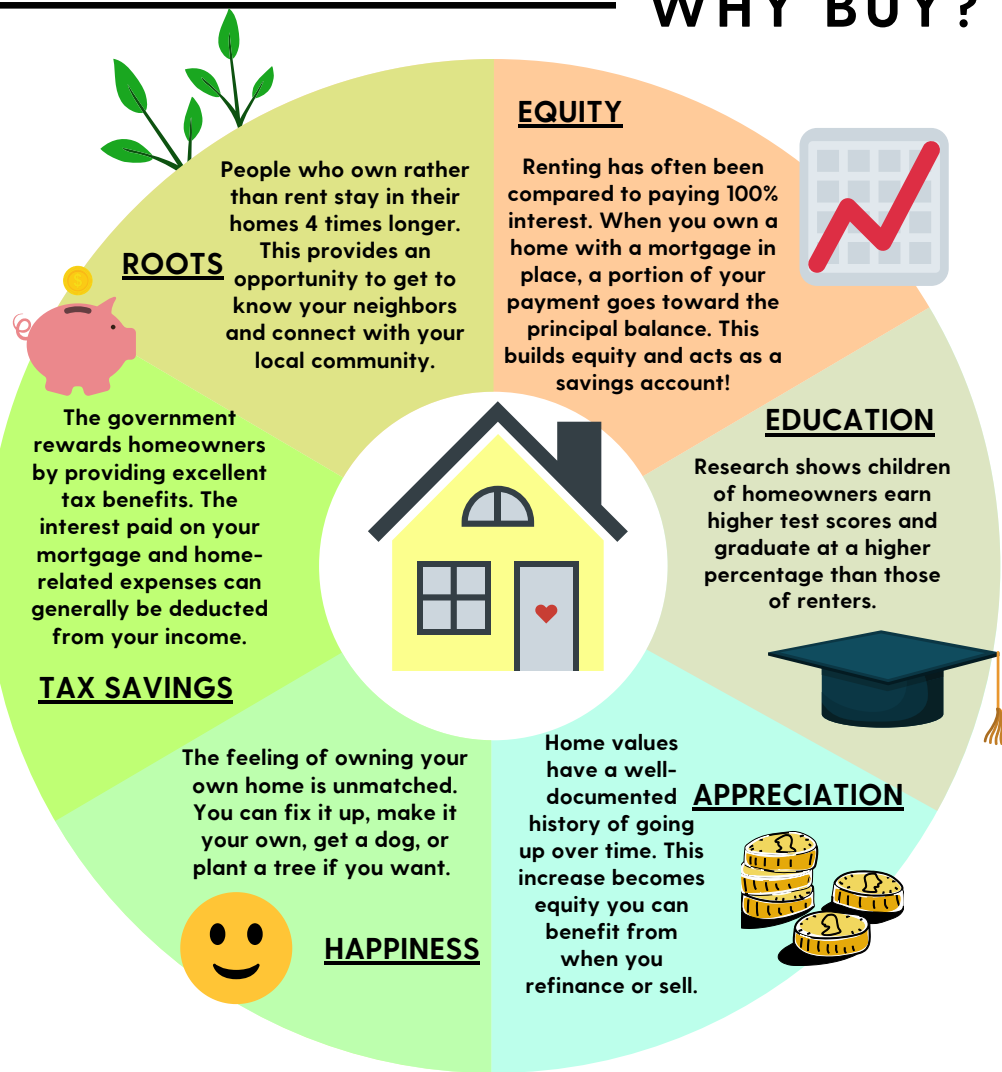 WHY BUY?
EQUITY
Renting has often been
compared to paying 100%
interest. When you own a
home with a mortgage in
place, a portion of your
payment goes toward the
principal balance. This
builds equity and acts as a
savings account!
EDUCATION
Research shows children
of homeowners earn
higher test scores and
graduate at a higher
percentage than those
of renters.
APPRECIATION
Home values
have a well-
documented
history of going
up over time. This
increase becomes
equity you can
benefit from
when you
refinance or sell.
HAPPINESS
The feeling of owning your
own home is unmatched.
You can fix it up, make it
your own, get a dog, or
plant a tree if you want.
TAX SAVINGS
The government
rewards homeowners
by providing excellent
tax benefits. The
interest paid on your
mortgage and home-
related expenses can
generally be deducted
from your income.
ROOTS
People who own rather
than rent stay in their
homes 4 times longer.
This provides an
opportunity to get to
know your neighbors
and connect with your
local community.